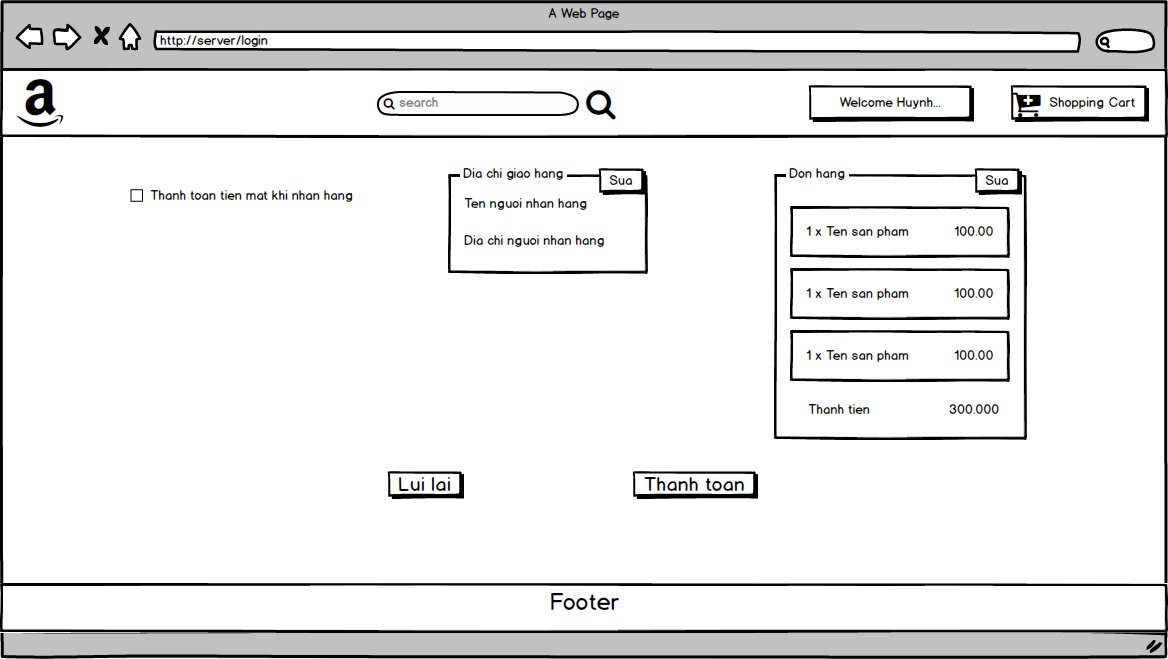 A Web Page
http://server/login
a
search
Welcome Huynh...
Shopping Cart
Thanh toan tien mat khi nhan hang
Dia chi giao hang
Sua
Ten nguoi nhan hang
Dia chi nguoi nhan hang
Don hang
Sua
1 x Ten san pham 100.00
1 x Ten san pham 100.00
1 x Ten san pham 100.00
Thanh tien 300.000
Lui lai
Thanh toan
Footer